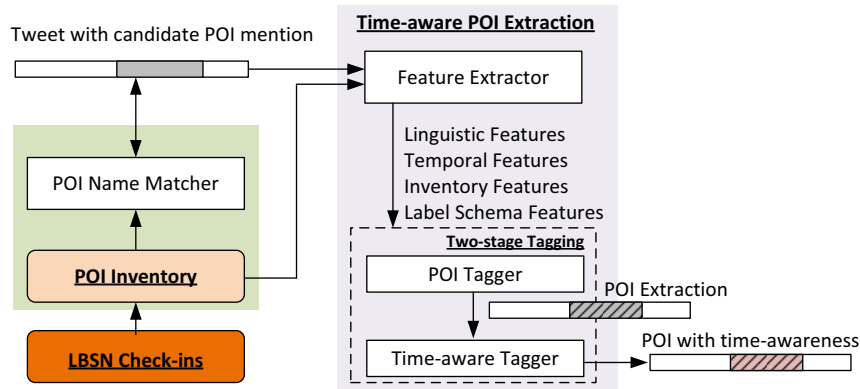 Time-aware POI Extraction
Tweet with candidate POI mention
Feature Extractor
Linguistic Features
Temporal Features
Inventory Features
Label Schema Features
POI Name Matcher
POI Inventory
LBSN Check-ins
Two-stage Tagging
POI Tagger
POI Extraction
Time-aware Tagger
POI with time-awareness